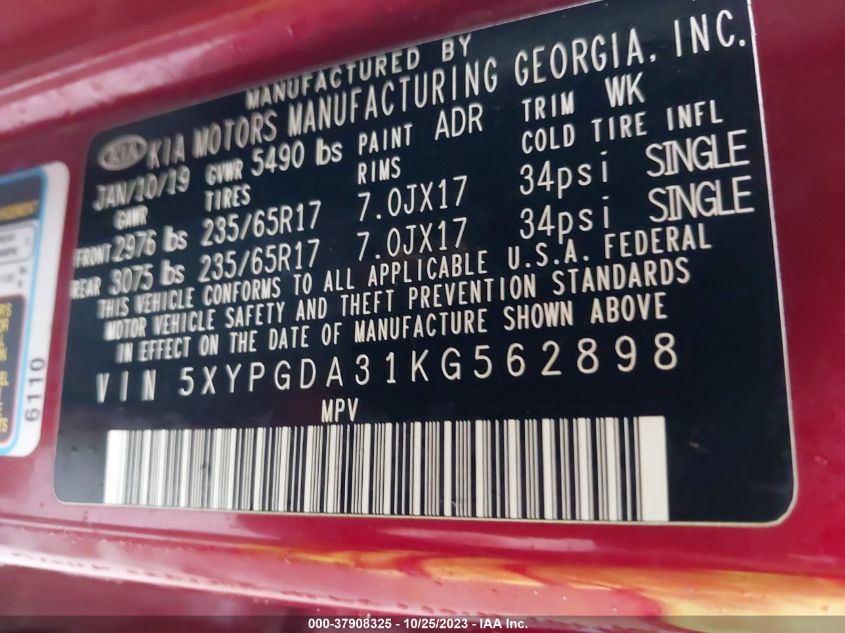 MANUFACTURED BY
KIA KIA MOTORS MANUFACTURING GEORGIA, INC.
JAN/10/19 GVWR 5490 lbs PAINT ADR TRIM WK
GAWR TIRES RIMS COLD TIRE INFL
FRONT 2976 lbs 235/65R17 7.0JX17 34psi SINGLE
REAR 3075 lbs 235/65R17 7.0JX17 34psi SINGLE
THIS VEHICLE CONFORMS TO ALL APPLICABLE U.S.A. FEDERAL
MOTOR VEHICLE SAFETY AND THEFT PREVENTION STANDARDS
IN EFFECT ON THE DATE OF MANUFACTURE SHOWN ABOVE
VIN 5XYPGDA31KG562898
MPV
6110
000-37908325 - 10/25/2023 - IAA Inc.